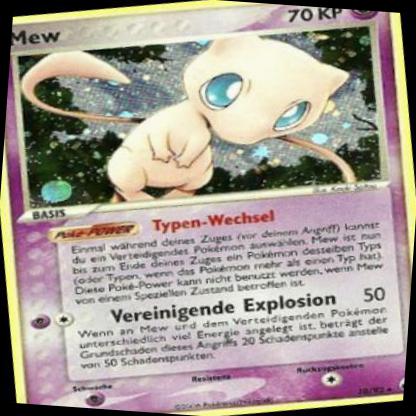 Mew 70 KP
BASIS
Poké-POWER Typen-Wechsel
Einmal während deines Zuges (vor deinem Angriff) kannst
du ein Verteidigendes Pokémon auswählen. Mew ist nun
bis zum Ende deines Zuges ein Pokémon desselben Typs
(oder Typen, wenn das Pokémon mehr als einen Typ hat).
Diese Poké-Power kann nicht benutzt werden, wenn Mew
von einem Speziellen Zustand betroffen ist.
Vereinigende Explosion 50
Wenn an Mew und dem Verteidigenden Pokémon
unterschiedlich viel Energie angelegt ist, beträgt der
Grundschaden dieses Angriffs 20 Schadenspunkte anstelle
von 50 Schadenspunkten.
Schwäche Resistenz Rückzugskosten